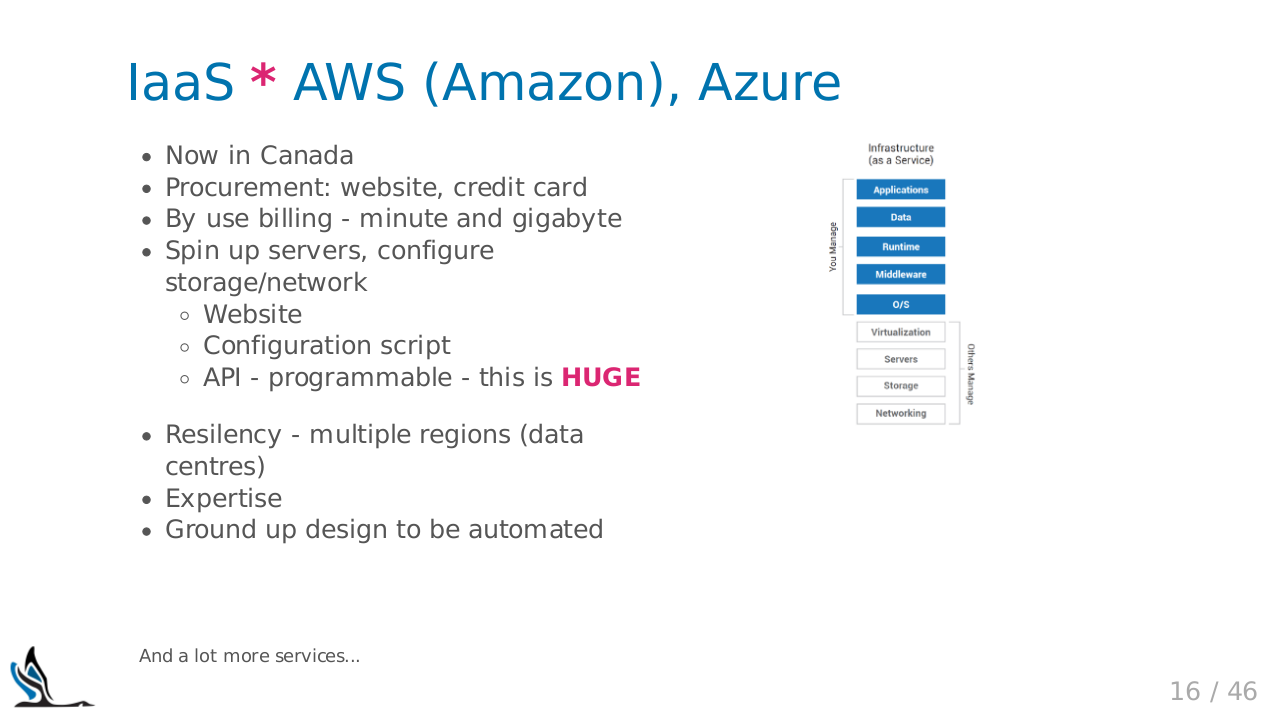 IaaS * AWS (Amazon), Azure
• Now in Canada
• Procurement: website, credit card
• By use billing - minute and gigabyte
• Spin up servers, configure
storage/network
◦ Website
◦ Configuration script
◦ API - programmable - this is HUGE
• Resilency - multiple regions (data
centres)
• Expertise
• Ground up design to be automated
Infrastructure
(as a Service)
You Manage
Applications
Data
Runtime
Middleware
O/S
Virtualization
Servers
Storage
Networking
Others Manage
And a lot more services...
16 / 46